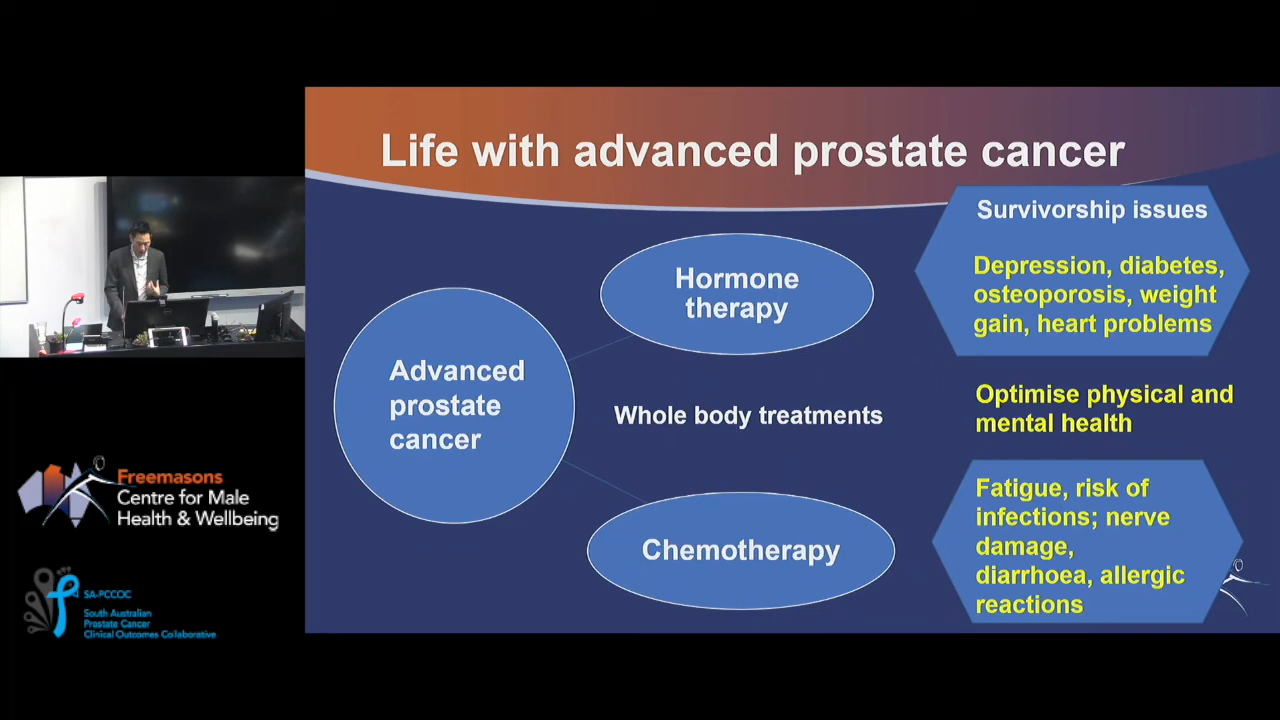 Life with advanced prostate cancer
Survivorship issues
Depression, diabetes,
osteoporosis, weight
gain, heart problems
Hormone
therapy
Advanced
prostate
cancer
Whole body treatments
Optimise physical and
mental health
Chemotherapy
Fatigue, risk of
infections; nerve
damage,
diarrhoea, allergic
reactions
Freemasons
Centre for Male
Health & Wellbeing
SA-PCCOC
South Australian
Prostate Cancer
Clinical Outcomes Collaborative